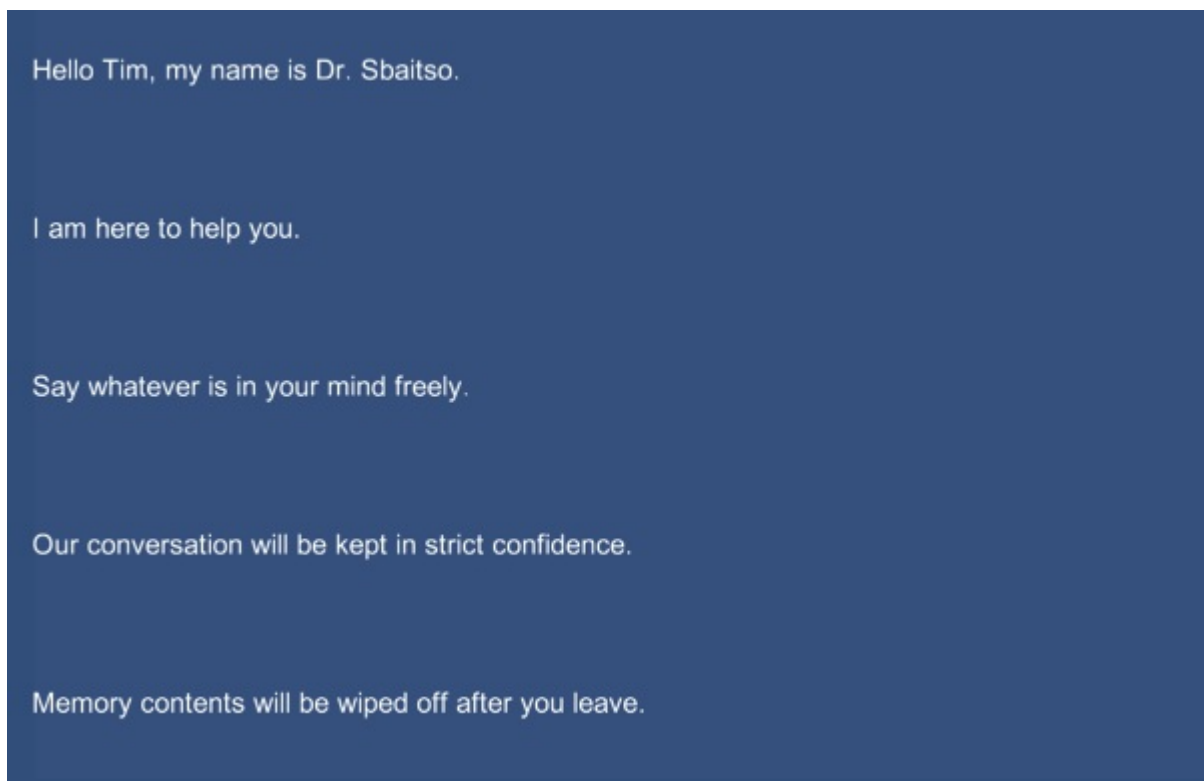 Hello Tim, my name is Dr. Sbaitso.
I am here to help you.
Say whatever is in your mind freely.
Our conversation will be kept in strict confidence.
Memory contents will be wiped off after you leave.